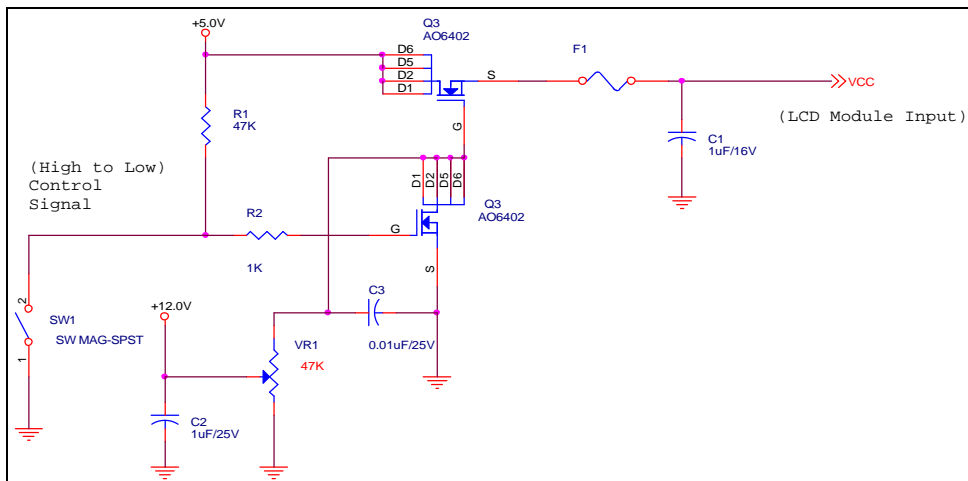 +5.0V
Q3
AO6402
D6
D5
D2
D1
S
G
F1
VCC
(LCD Module Input)
C1
1uF/16V
R1
47K
(High to Low)
Control
Signal
R2
1K
D1
D2
D5
D6
Q3
AO6402
G
S
2
1
SW1
SW MAG-SPST
+12.0V
C3
0.01uF/25V
VR1
47K
C2
1uF/25V